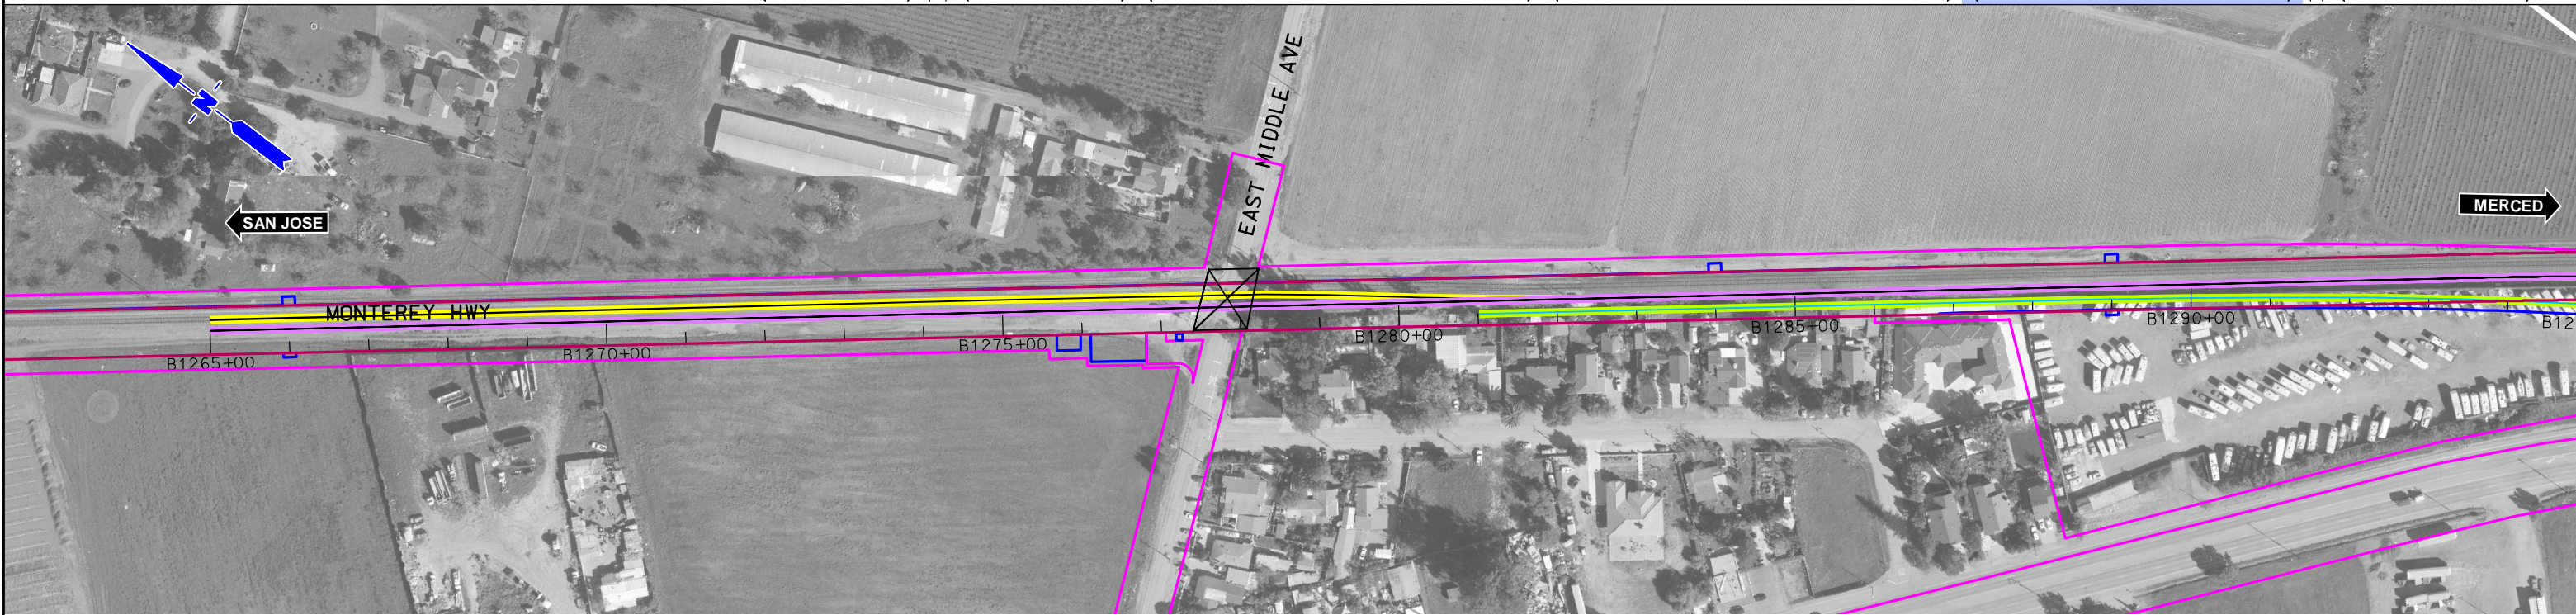 EAST MIDDLE AVE
N
SAN JOSE
MERCED
MONTEREY HWY
B1265+00
B1270+00
B1275+00
B1280+00
B1285+00
B1290+00
B12